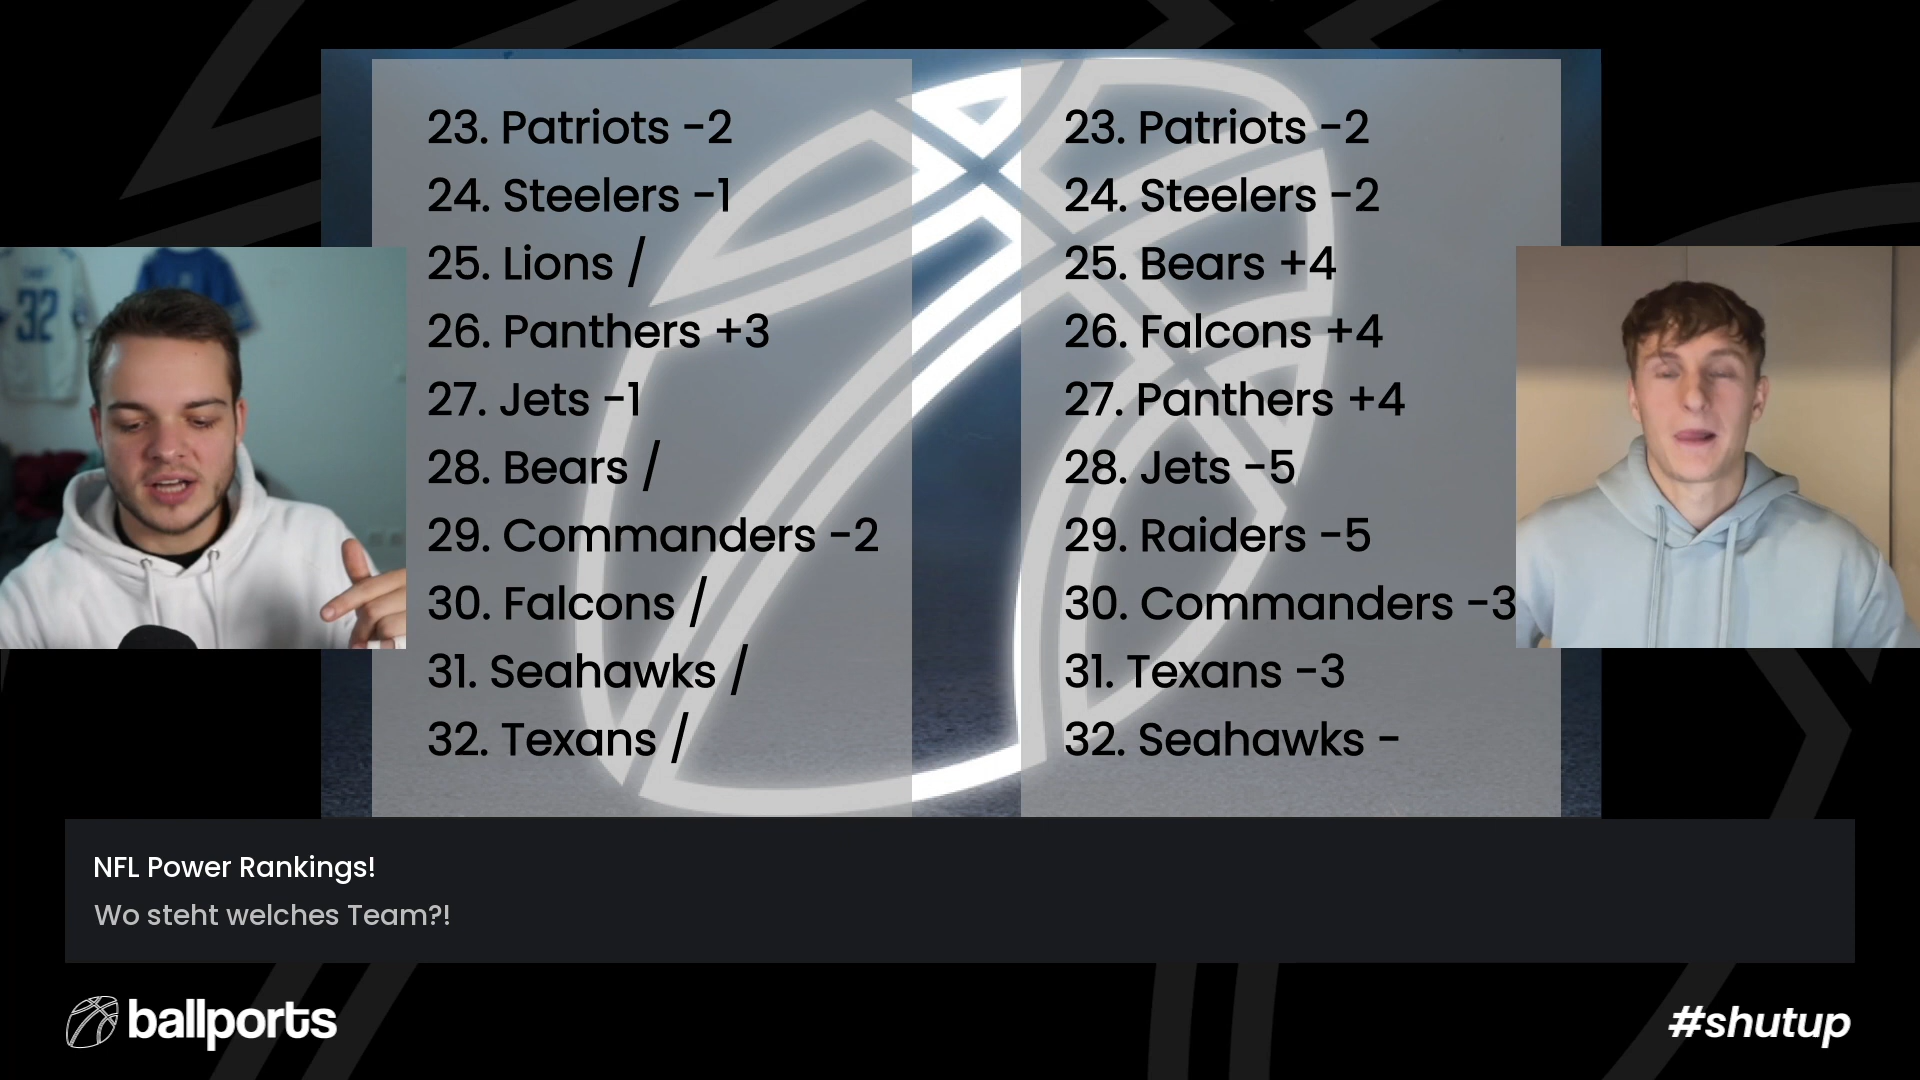 23. Patriots -2
24. Steelers -1
25. Lions /
26. Panthers +3
27. Jets -1
28. Bears /
29. Commanders -2
30. Falcons /
31. Seahawks /
32. Texans /
23. Patriots -2
24. Steelers -2
25. Bears +4
26. Falcons +4
27. Panthers +4
28. Jets -5
29. Raiders -5
30. Commanders -3
31. Texans -3
32. Seahawks -
32
NFL Power Rankings!
Wo steht welches Team?!
ballports
#shutup